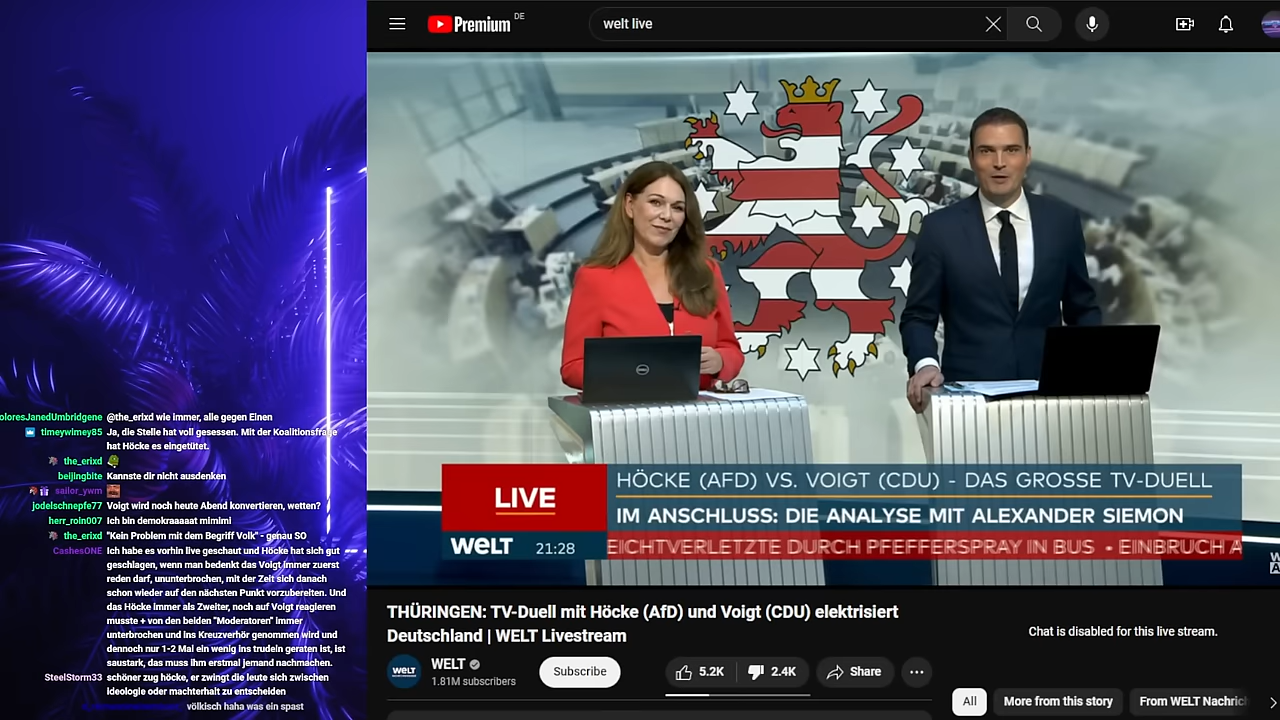 Premium DE
welt live
HÖCKE (AFD) VS. VOIGT (CDU) - DAS GROSSE TV-DUELL
LIVE
IM ANSCHLUSS: DIE ANALYSE MIT ALEXANDER SIEMON
WELT 21:28
EICHTVERLETZTE DURCH PFEFFERSPRAY IN BUS • EINBRUCH A
THÜRINGEN: TV-Duell mit Höcke (AfD) und Voigt (CDU) elektrisiert
Deutschland | WELT Livestream
Chat is disabled for this live stream.
WELT
WELT
1.81M subscribers
Subscribe
5.2K
2.4K
Share
All
More from this story
From WELT Nachric
oloresJanedUmbridgene @the_erixd wie immer, alle gegen Einen
timeywimey85 Ja, die Stelle hat voll gesessen. Mit der Koalitionsfrage
hat Höcke es eingetütet.
the_erixd
beijingbite Kannste dir nicht ausdenken
sailor_ywm
jodelschnepfe77 Voigt wird noch heute Abend konvertieren, wetten?
herr_roin007 Ich bin demokraaaaat mimimi
the_erixd "Kein Problem mit dem Begriff Volk" - genau SO
CashesONE Ich habe es vorhin live geschaut und Höcke hat sich gut
geschlagen, wenn man bedenkt das Voigt immer zuerst
reden darf, ununterbrochen, mit der Zeit sich danach
schon wieder auf den nächsten Punkt vorzubereiten. Und
das Höcke immer als Zweiter, noch auf Voigt reagieren
musste + von den beiden "Moderatoren" immer
unterbrochen und ins Kreuzverhör genommen wird und
dennoch nur 1-2 Mal ein wenig ins trudeln geraten ist, ist
saustark, das muss ihm erstmal jemand nachmachen.
SteelStorm33 schöner zug höcke, er zwingt die leute sich zwischen
ideologie oder machterhalt zu entscheiden
völkisch haha was ein spast